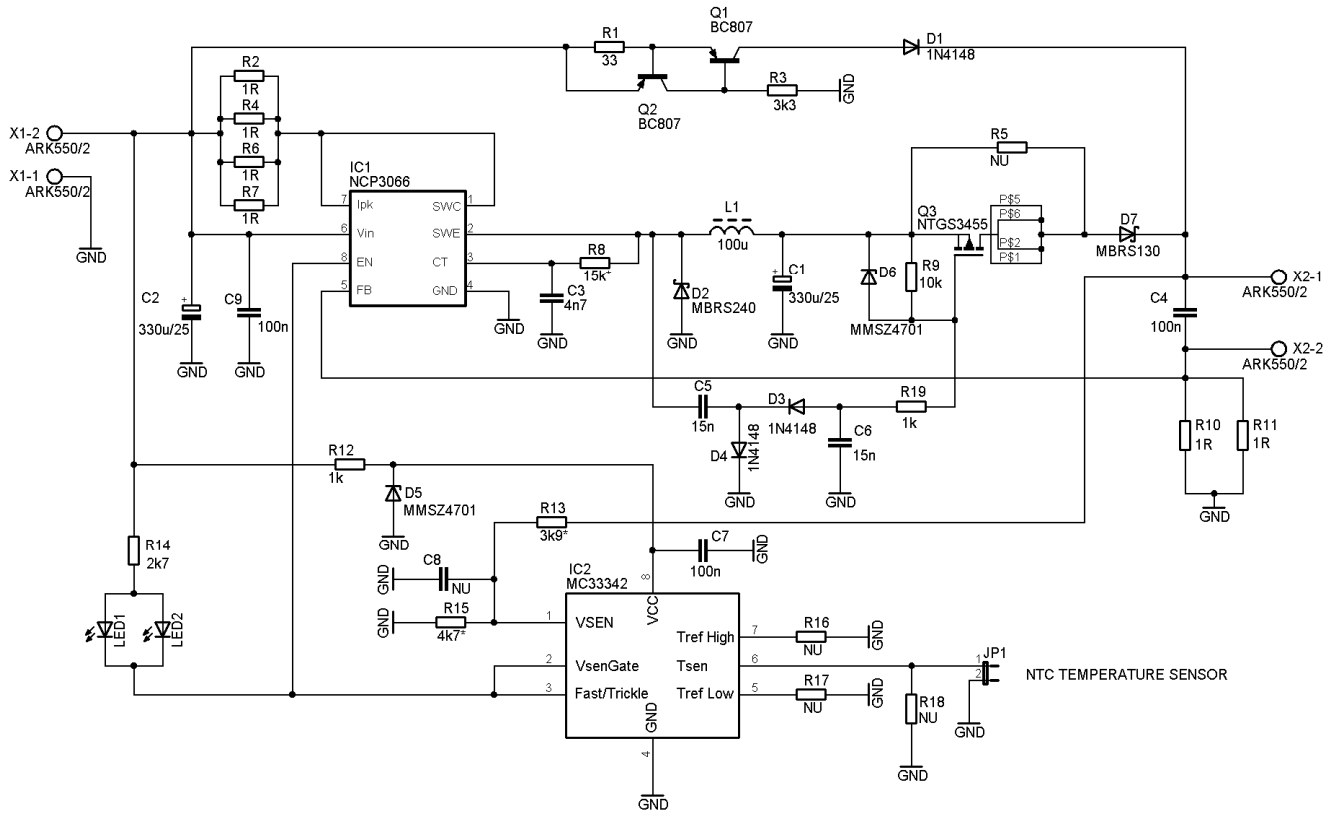 Q1
BC807
R1
33
D1
1N4148
R2
1R
R3
3k3
GND
Q2
BC807
R4
1R
X1-2
ARK550/2
R5
NU
R6
1R
X1-1
ARK550/2
IC1
NCP3066
R7
1R
7 Ipk
SWC 1
6 Vin
SWE 2
8 EN
CT 3
5 FB
GND 4
L1
100u
Q3
NTGS3455
P$5
P$6
P$2
P$1
D7
MBRS130
GND
R8
15k*
C3
4n7
GND
GND
D2
MBRS240
GND
C1
330u/25
GND
D6
MMSZ4701
R9
10k
X2-1
ARK550/2
C2
330u/25
GND
C9
100n
GND
C4
100n
X2-2
ARK550/2
C5
15n
D3
1N4148
R19
1k
D4
1N4148
GND
C6
15n
GND
R10
1R
R11
1R
GND
R12
1k
D5
MMSZ4701
GND
R13
3k9*
C7
100n
GND
R14
2k7
C8
NU
GND
R15
4k7*
GND
LED1
LED2
IC2
MC33342
8
VCC
1 VSEN
2 VsenGate
3 Fast/Trickle
Tref High 7
Tsen 6
Tref Low 5
GND
4
GND
R16
NU
GND
R17
NU
GND
R18
NU
GND
JP1
1
2
GND
NTC TEMPERATURE SENSOR